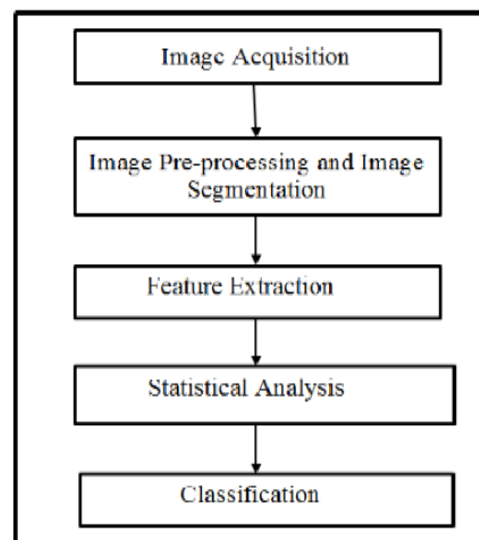 Image Acquisition
Image Pre-processing and Image
Segmentation
Feature Extraction
Statistical Analysis
Classification